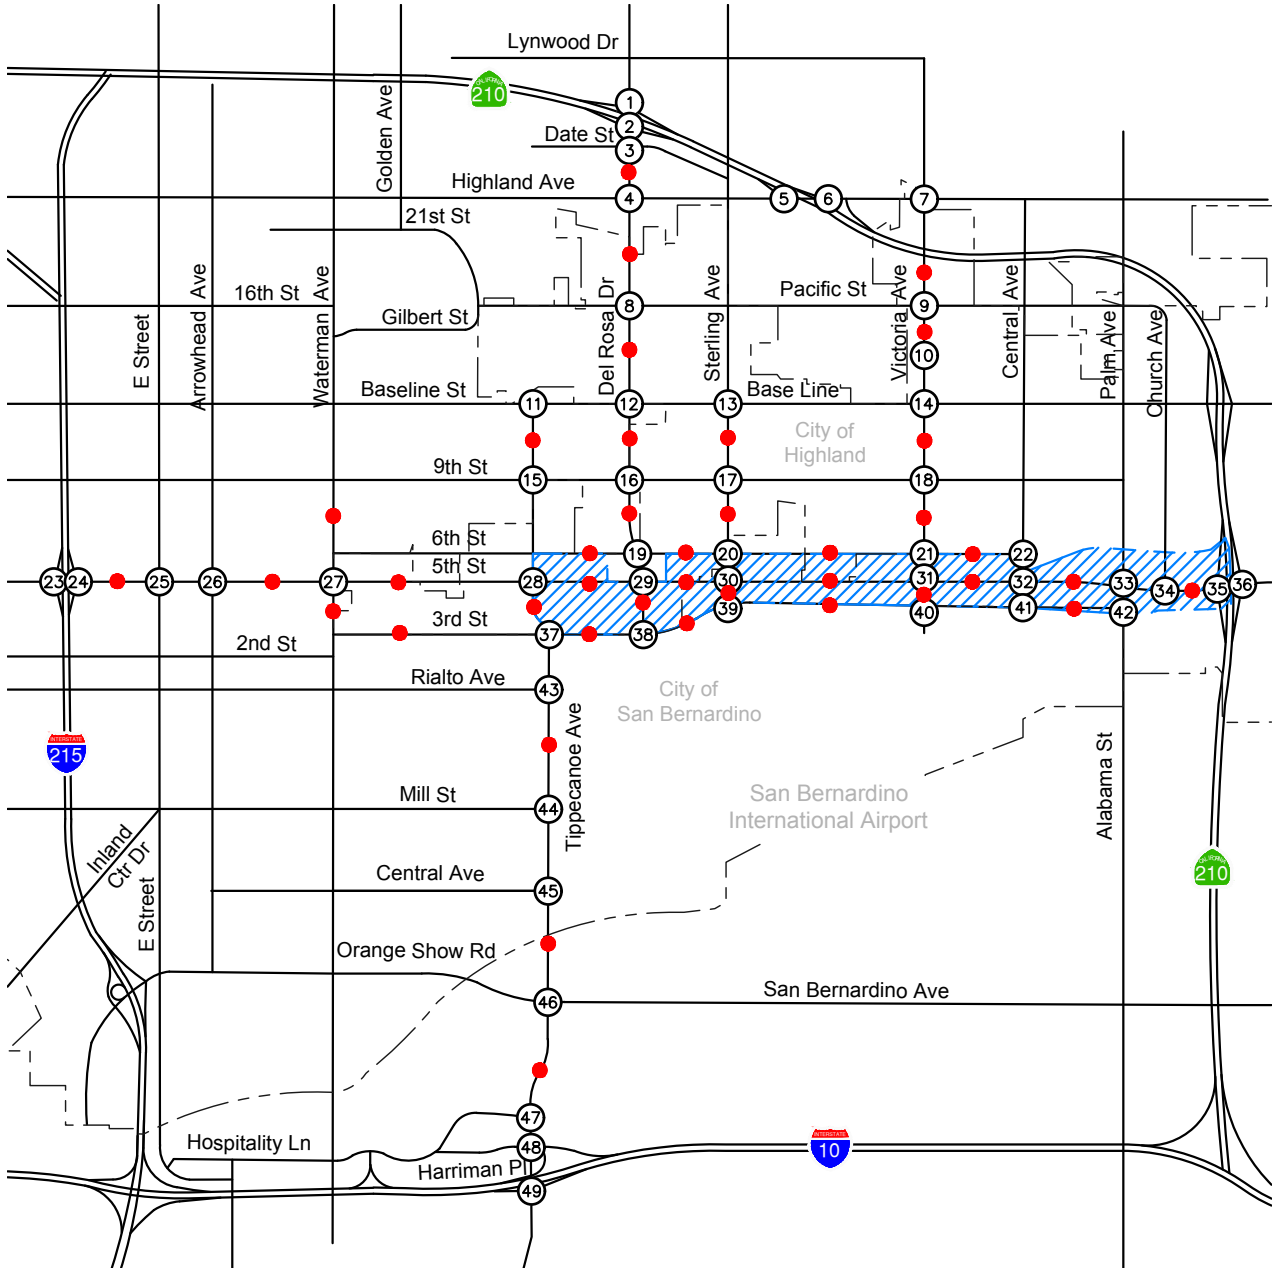 Lynwood Dr
CALIFORNIA
210
1
2
Date St
3
Golden Ave
Highland Ave
4
5
6
7
21st St
Arrowhead Ave
Waterman Ave
Del Rosa Dr
Sterling Ave
Victoria Ave
Central Ave
Palm Ave
Church Ave
E Street
16th St
Pacific St
8
9
Gilbert St
10
Baseline St
Base Line
11
12
13
14
City of
Highland
9th St
15
16
17
18
6th St
19
20
21
22
5th St
23
24
25
26
27
28
29
30
31
32
33
34
35
36
3rd St
37
38
39
40
41
42
2nd St
Rialto Ave
43
City of
San Bernardino
INTERSTATE
215
Tippecanoe Ave
Alabama St
Mill St
44
San Bernardino
International Airport
Inland
Ctr Dr
CALIFORNIA
210
Central Ave
45
E Street
Orange Show Rd
46
San Bernardino Ave
47
Hospitality Ln
48
INTERSTATE
10
Harriman Pl
49